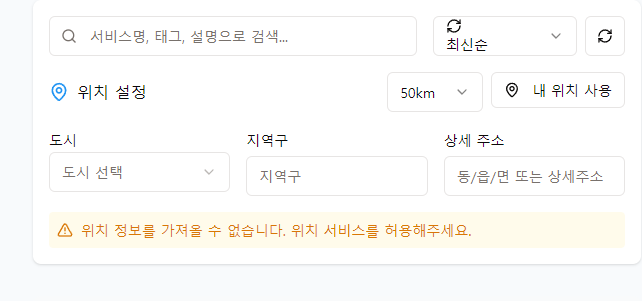 서비스명, 태그, 설명으로 검색...
최신순
위치 설정
50km
내 위치 사용
도시
지역구
상세 주소
도시 선택
지역구
동/읍/면 또는 상세주소
위치 정보를 가져올 수 없습니다. 위치 서비스를 허용해주세요.